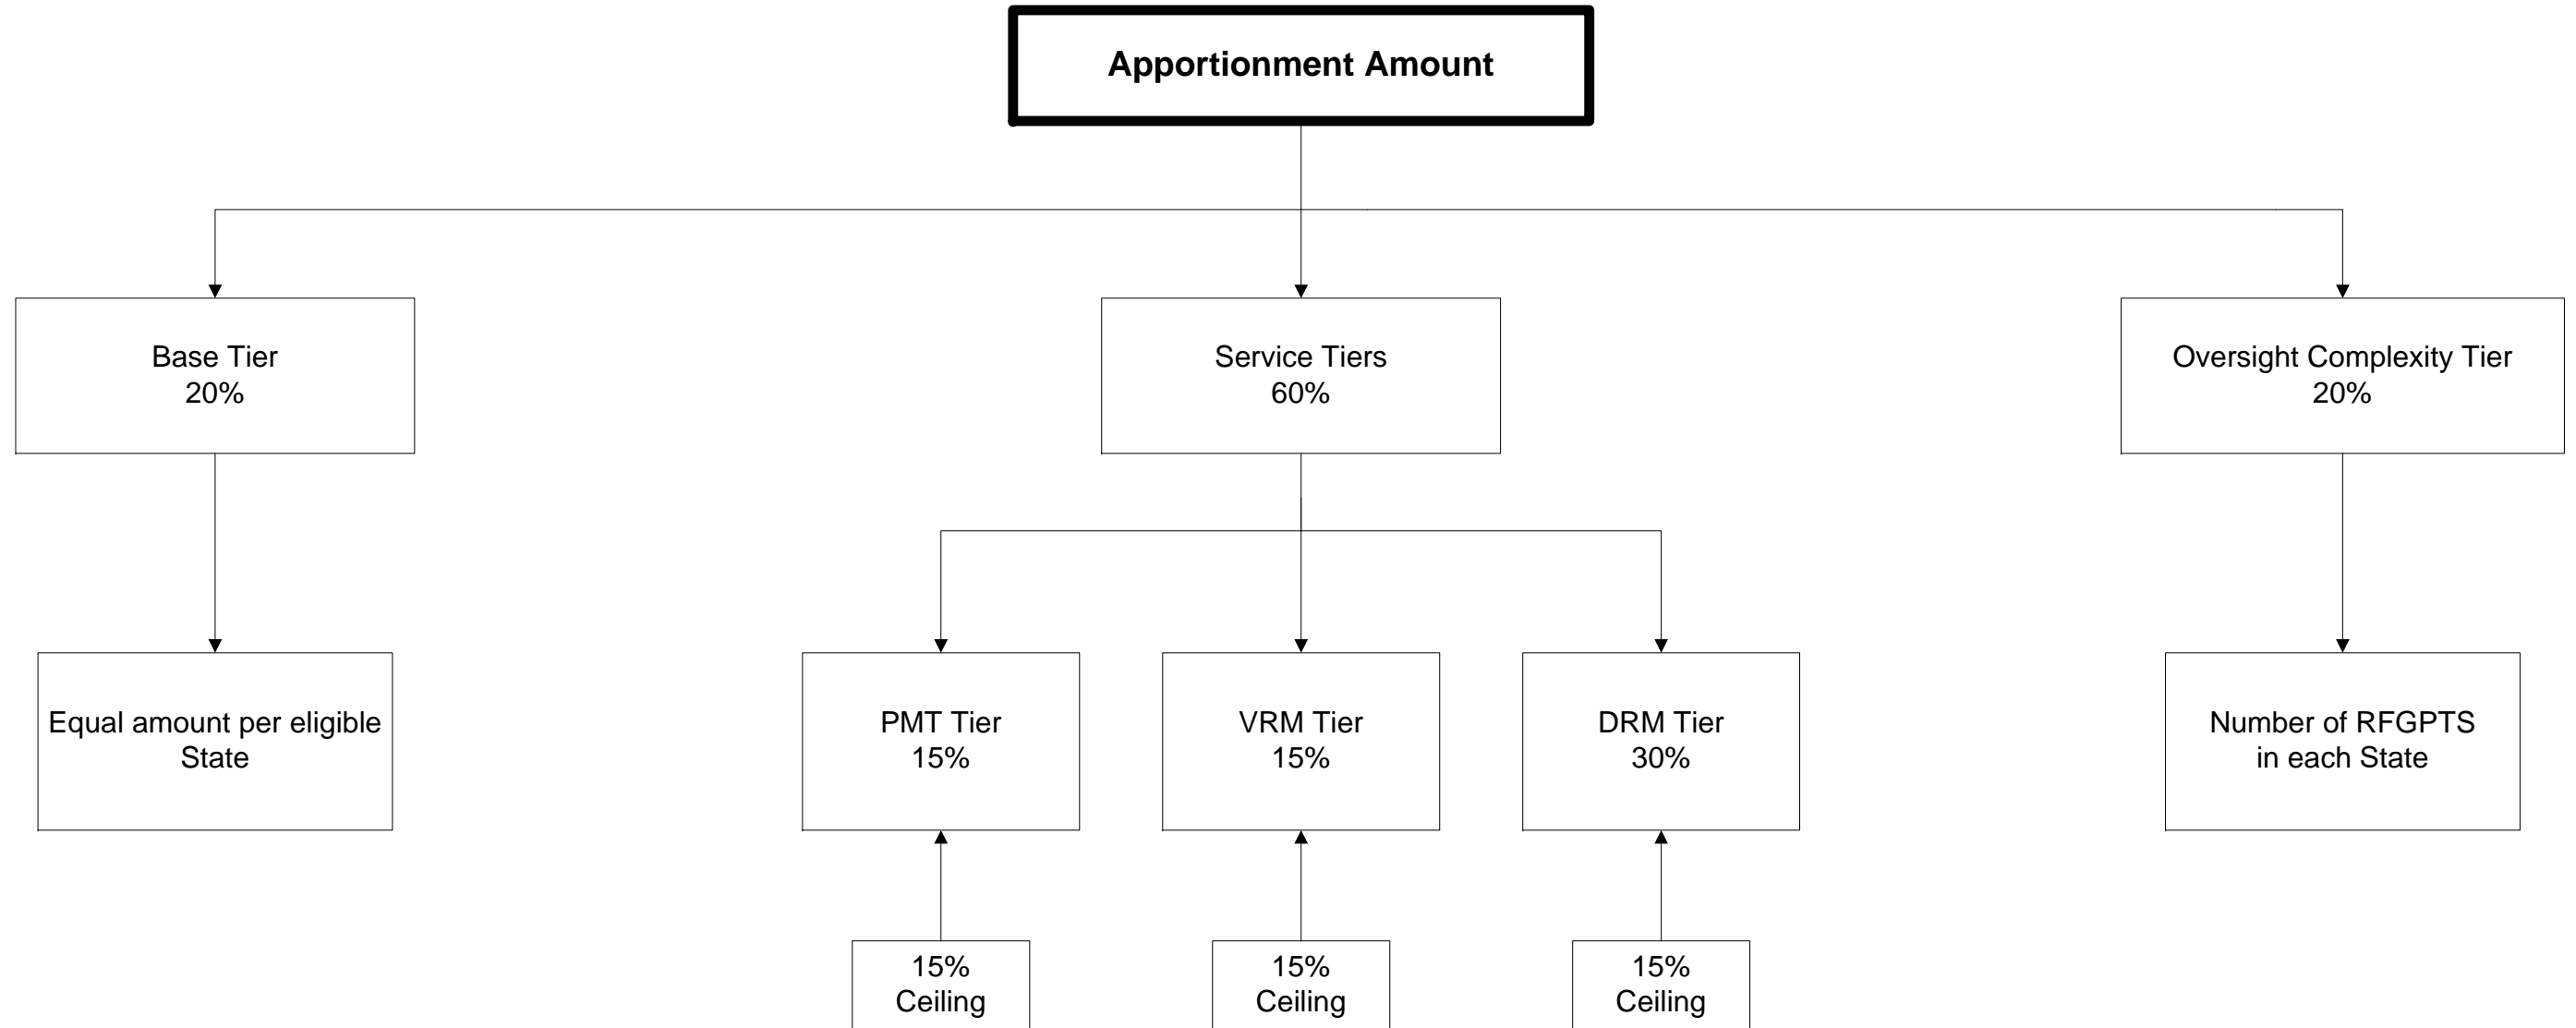 Apportionment Amount
Base Tier
20%
Service Tiers
60%
Oversight Complexity Tier
20%
Equal amount per eligible
State
PMT Tier
15%
VRM Tier
15%
DRM Tier
30%
Number of RFGPTS
in each State
15%
Ceiling
15%
Ceiling
15%
Ceiling